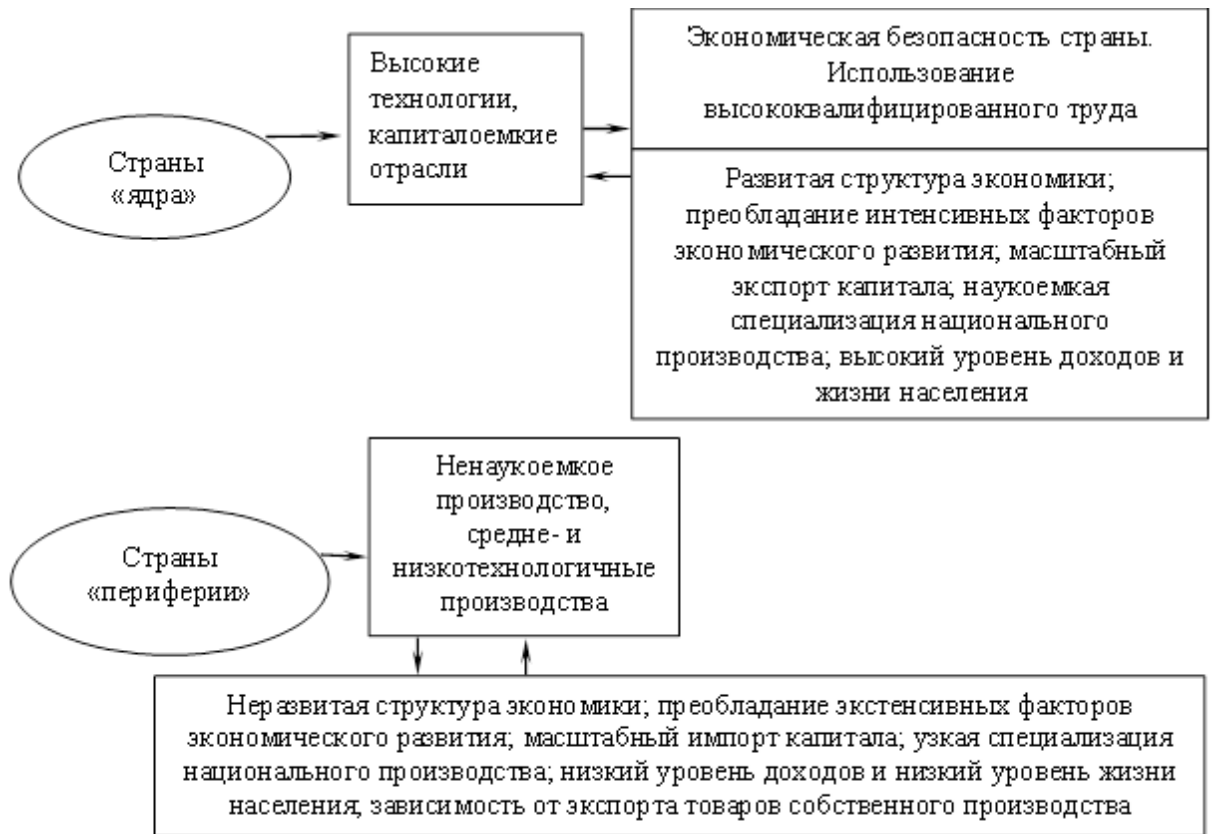 Страны
«ядра»
Высокие
технологии,
капиталоемкие
отрасли
Экономическая безопасность страны.
Использование
высококвалифицированного труда
Развитая структура экономики;
преобладание интенсивных факторов
экономического развития; масштабный
экспорт капитала; наукоемкая
специализация национального
производства; высокий уровень доходов и
жизни населения
Страны
«периферии»
Ненаукоемкое
производство,
средне- и
низкотехнологичные
производства
Неразвитая структура экономики; преобладание экстенсивных факторов
экономического развития; масштабный импорт капитала; узкая специализация
национального производства; низкий уровень доходов и низкий уровень жизни
населения, зависимость от экспорта товаров собственного производства